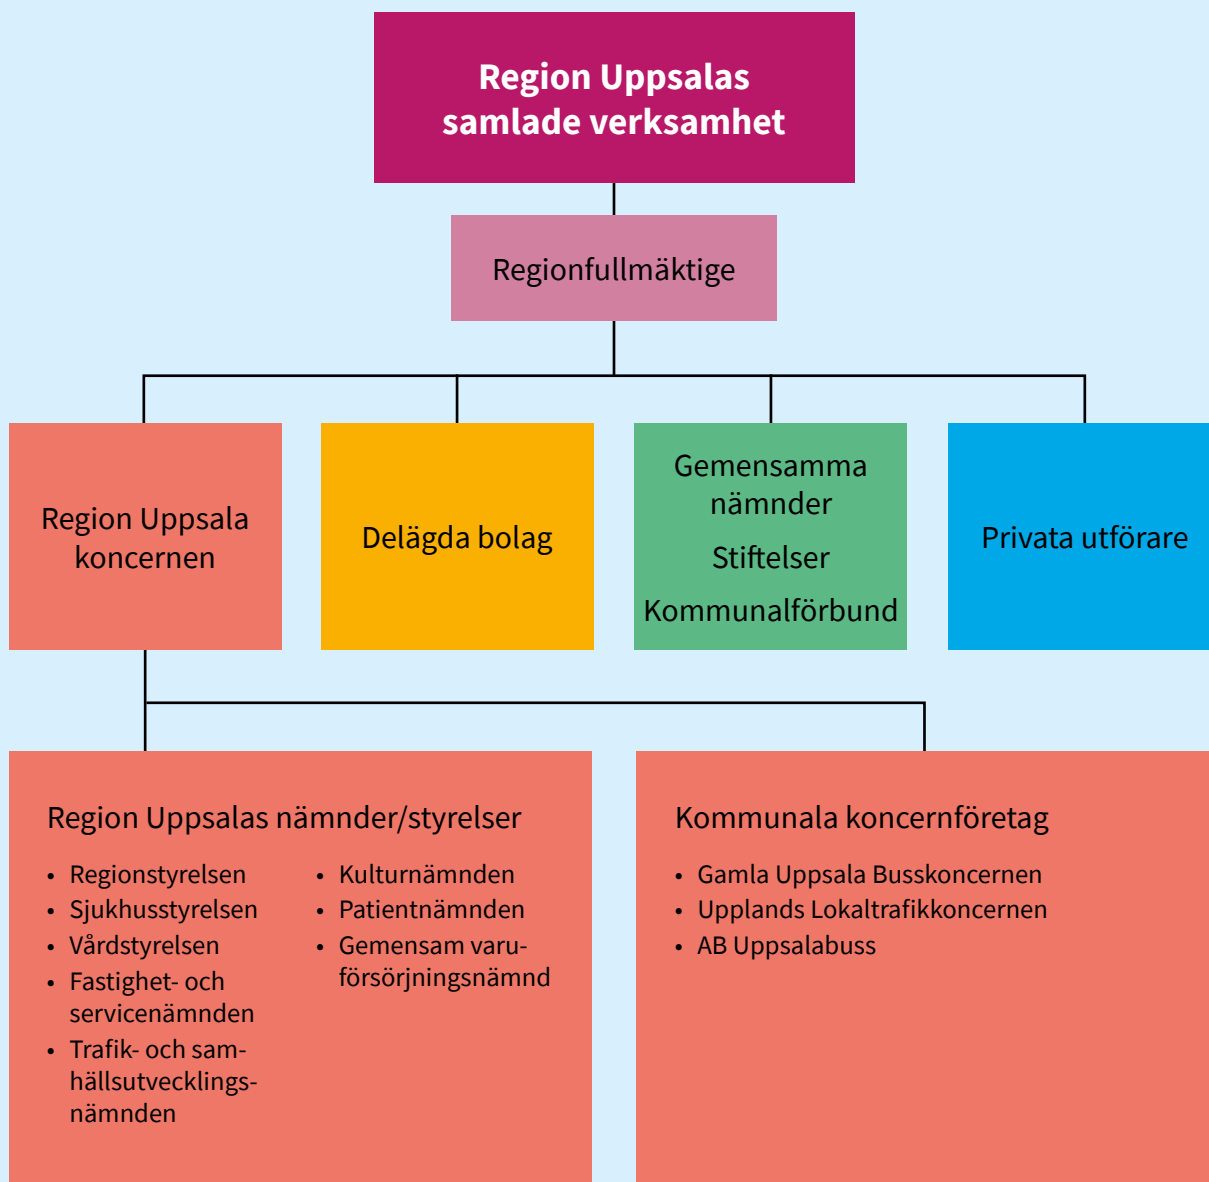 Region Uppsalas
samlade verksamhet
Regionfullmäktige
Region Uppsala
koncernen
Delägda bolag
Gemensamma
nämnder
Stiftelser
Kommunalförbund
Privata utförare
Region Uppsalas nämnder/styrelser
• Regionstyrelsen
• Sjukhusstyrelsen
• Vårdstyrelsen
• Fastighet- och
servicenämnden
• Trafik- och sam-
hällsutvecklings-
nämnden
• Kulturnämnden
• Patientnämnden
• Gemensam varu-
försörjningsnämnd
Kommunala koncernföretag
• Gamla Uppsala Busskoncernen
• Upplands Lokaltrafikkoncernen
• AB Uppsalabuss